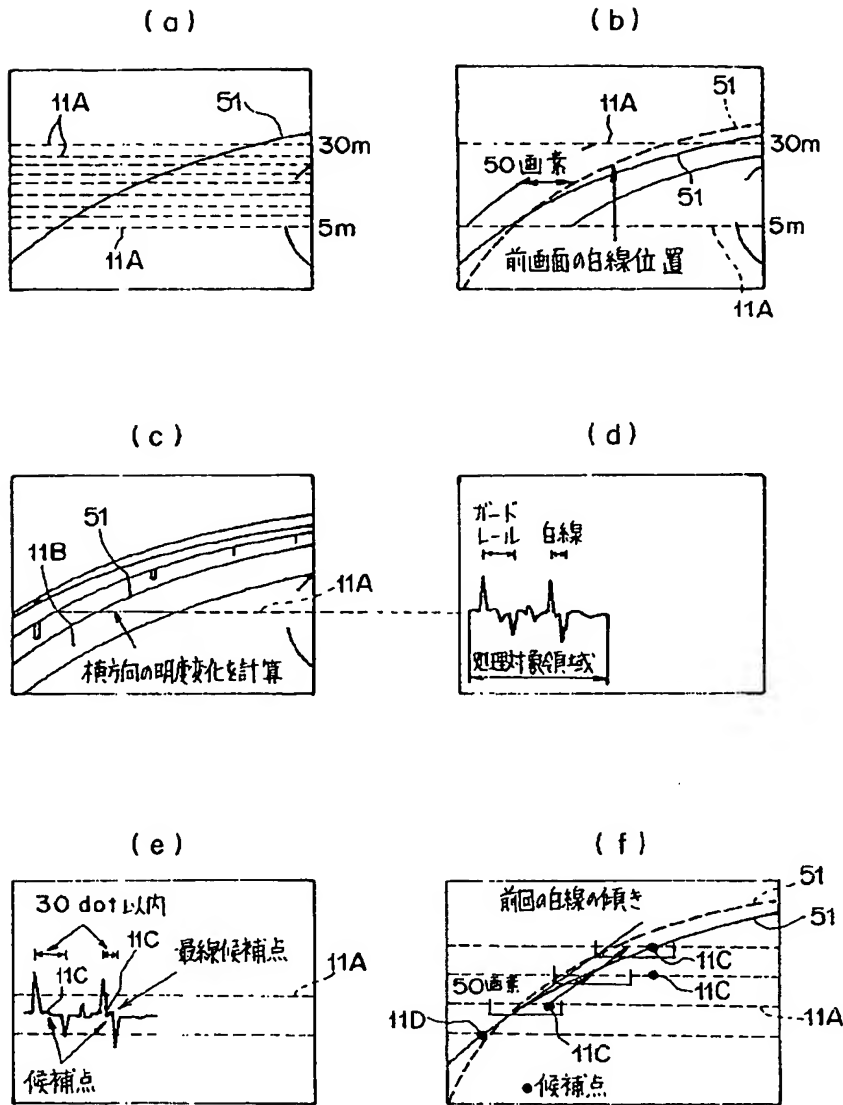 (a)
11A
51
30m
5m
11A
(b)
51
11A
30m
50画素
51
5m
前画面の白線位置
11A
(c)
51
11B
11A
横方向の明度変化を計算
(d)
ガード
レール
白線
処理対象領域
(e)
30 dot以内
11C
11C
最線候補点
11A
候補点
(f)
前回の白線の傾き
51
51
11C
50画素
11C
11A
11D
11C
●候補点